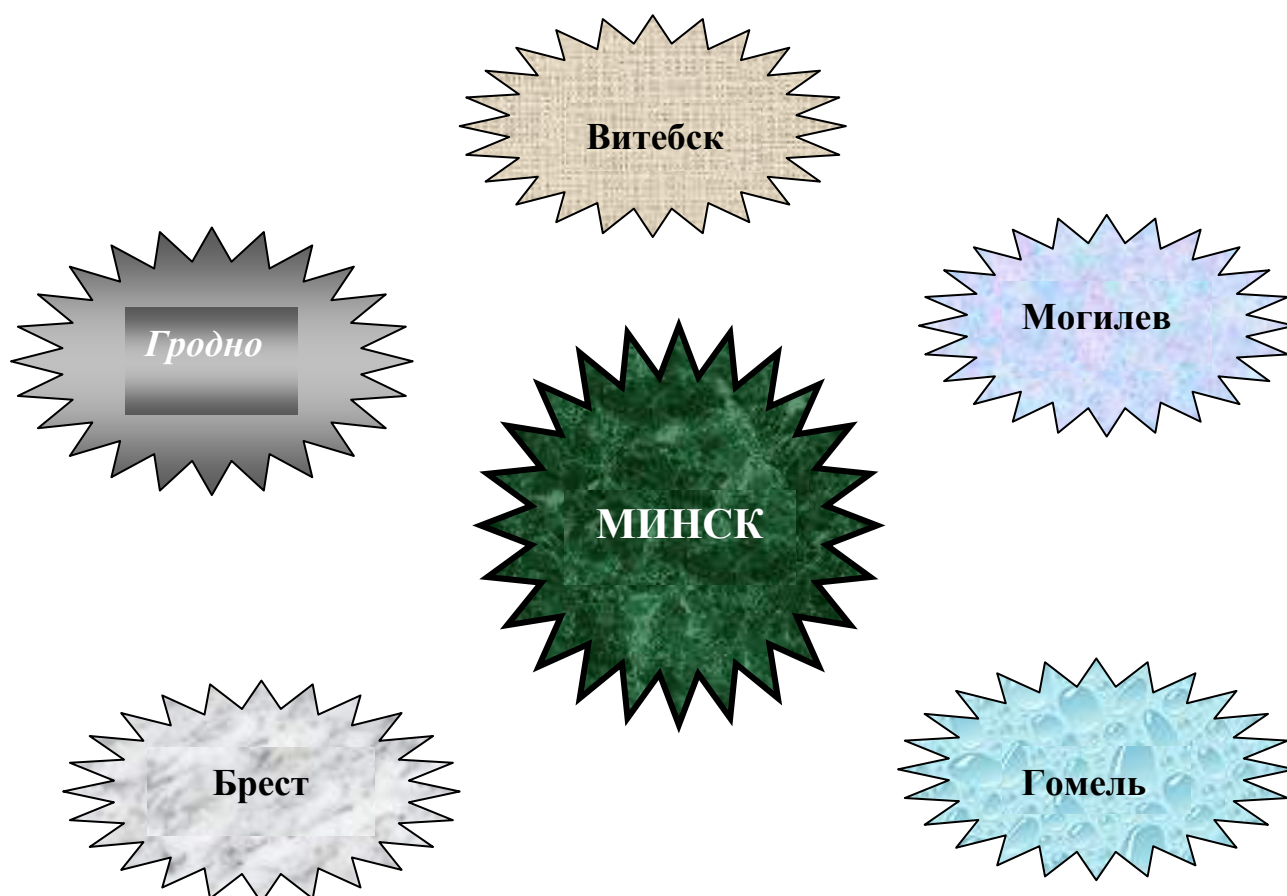 Витебск
Могилев
Гродно
МИНСК
Брест
Гомель